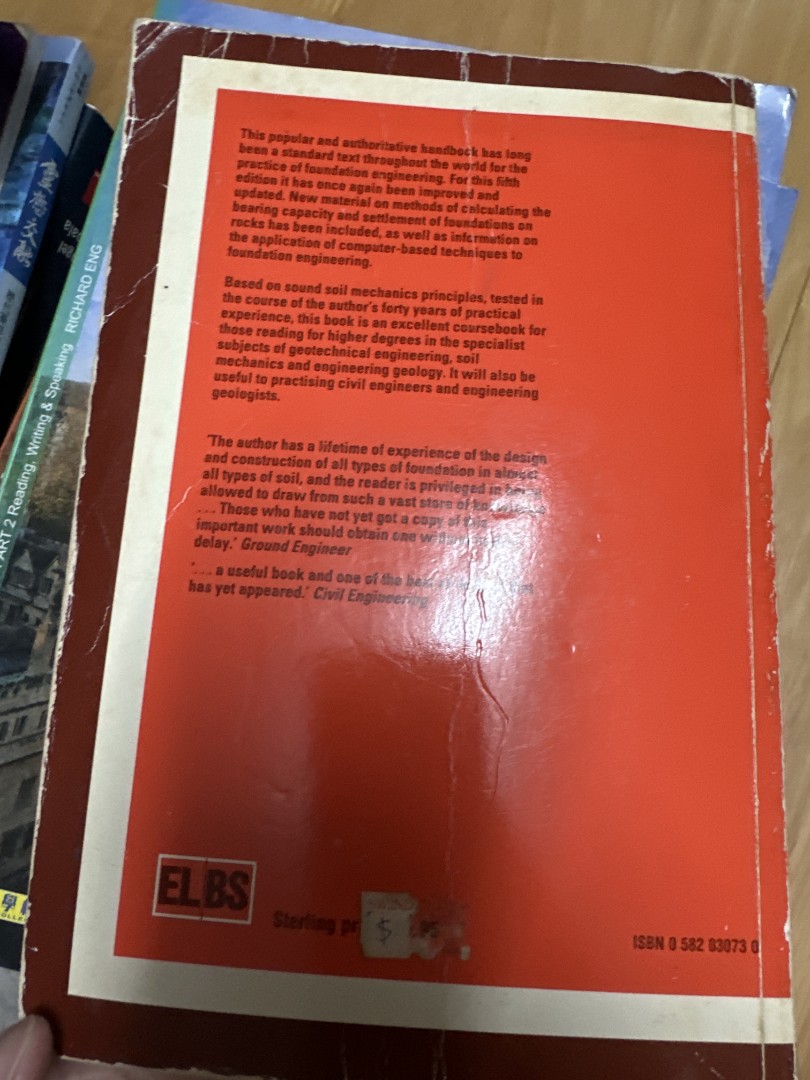 This popular and authoritative handbook has long
been a standard text throughout the world for the
practice of foundation engineering. For this fifth
edition it has once again been improved and
updated. New material on methods of calculating the
bearing capacity and settlement of foundations on
rocks has been included, as well as information on
the application of computer-based techniques to
foundation engineering.
Based on sound soil mechanics principles, tested in
the course of the author's forty years of practical
experience, this book is an excellent coursebook for
those reading for higher degrees in the specialist
subjects of geotechnical engineering, soil
mechanics and engineering geology. It will also be
useful to practising civil engineers and engineering
geologists.
'The author has a lifetime of experience of the design
and construction of all types of foundation in almost
all types of soil, and the reader is privileged in being
allowed to draw from such a vast store of knowledge
... Those who have not yet got a copy of this
important work should obtain one without
delay.' Ground Engineer
'... a useful book and one of the best
has yet appeared.' Civil Engineering
ELBS
Sterling
$
ISBN 0 582 03073 0
PART 2 Reading, Writing & Speaking RICHARD ENG